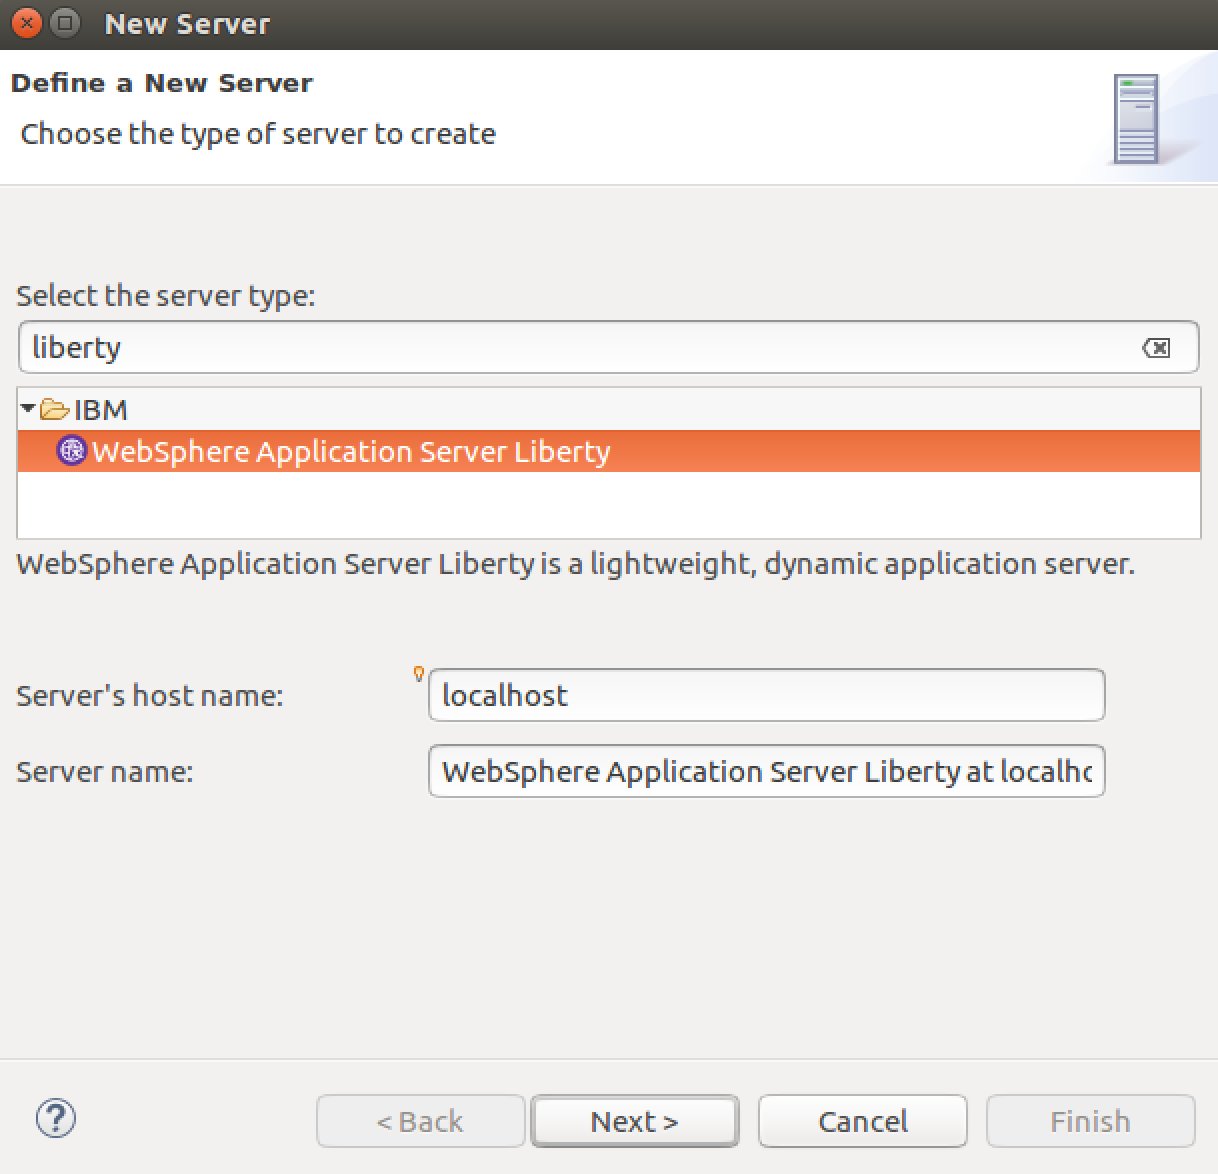 New Server
Define a New Server
Choose the type of server to create
Select the server type:
liberty
IBM
WebSphere Application Server Liberty
WebSphere Application Server Liberty is a lightweight, dynamic application server.
Server's host name:
localhost
Server name:
WebSphere Application Server Liberty at localhc
< Back
Next >
Cancel
Finish